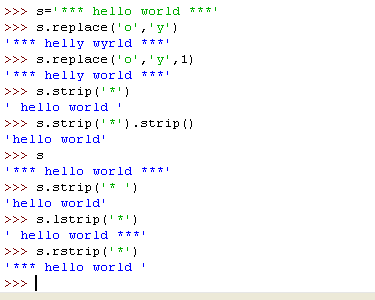 >>> s='*** hello world ***'
>>> s.replace('o','y')
'*** helly wyrld ***'
>>> s.replace('o','y',1)
'*** helly world ***'
>>> s.strip('*')
' hello world '
>>> s.strip('*').strip()
'hello world'
>>> s
'*** hello world ***'
>>> s.strip('* ')
'hello world'
>>> s.lstrip('*')
' hello world ***'
>>> s.rstrip('*')
'*** hello world '
>>>